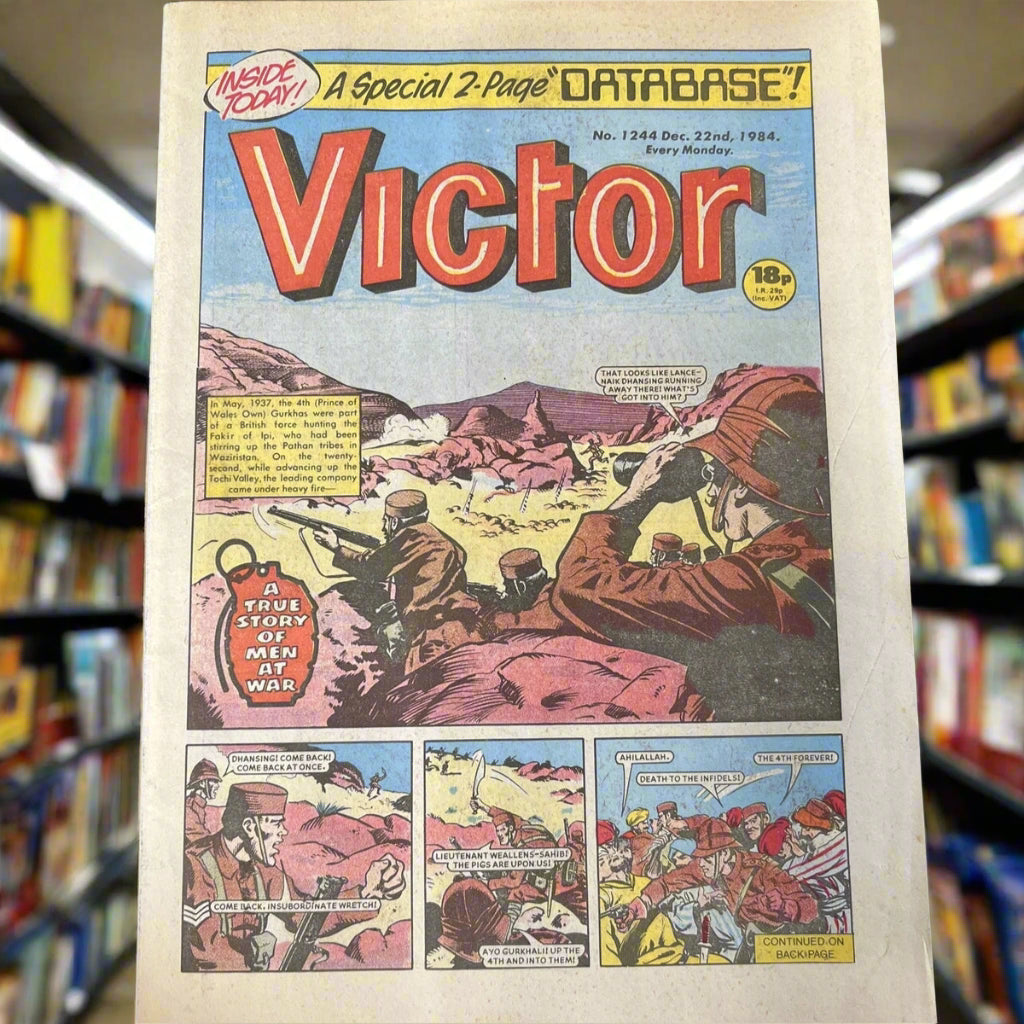 INSIDE
TODAY!
A Special 2-Page "DATABASE"!
No. 1244 Dec. 22nd, 1984.
Every Monday.
Victor
18p
I.R. 29p
(Inc. VAT)
THAT LOOKS LIKE LANCE-
NAIK DHANSING RUNNING
AWAY THERE! WHAT'S
GOT INTO HIM?
In May, 1937, the 4th (Prince of
Wales Own) Gurkhas were part
of a British force hunting the
Fakir of Ipi, who had been
stirring up the Pathan tribes in
Waziristan. On the twenty-
second, while advancing up the
Tochi Valley, the leading company
came under heavy fire—
A
TRUE
STORY
OF
MEN
AT
WAR
DHANSING! COME BACK!
COME BACK AT ONCE.
COME BACK, INSUBORDINATE WRETCH!
LIEUTENANT WEALLENS-SAHIB!
THE PIGS ARE UPON US!
AYO GURKHALI! UP THE
4TH AND INTO THEM!
AHILALLAH.
DEATH TO THE INFIDELS!
THE 4TH FOREVER!
CONTINUED ON
BACK PAGE